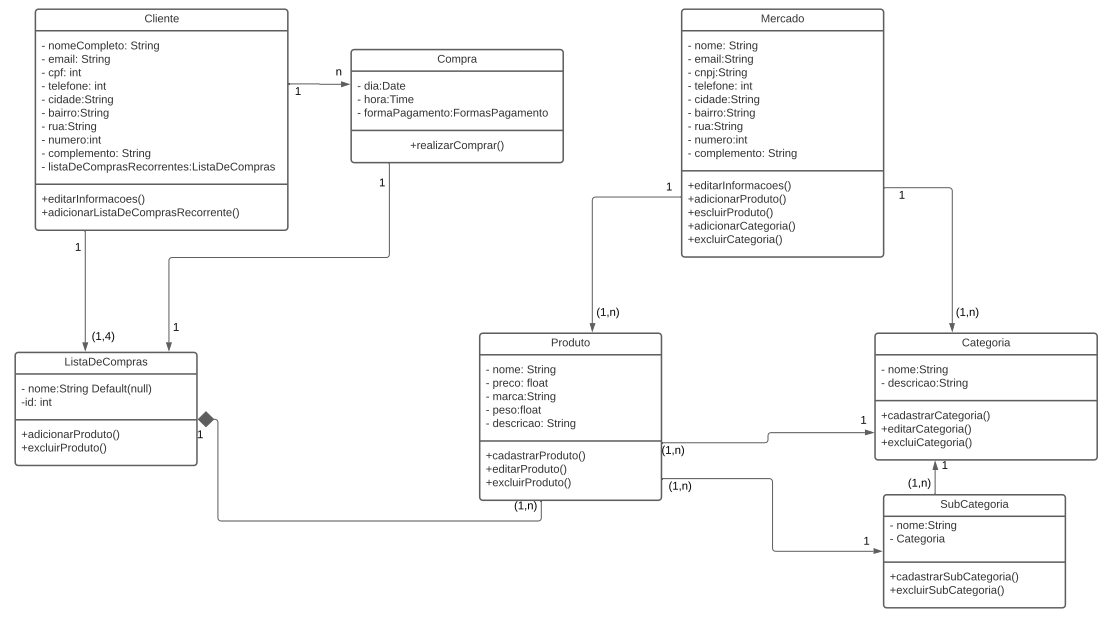 Cliente
- nomeCompleto: String
- email: String
- cpf: int
- telefone: int
- cidade:String
- bairro:String
- rua:String
- numero:int
- complemento: String
- listaDeComprasRecorrentes:ListaDeCompras
+editarInformacoes()
+adicionarListaDeComprasRecorrente()
1
n
Compra
- dia:Date
- hora:Time
- formaPagamento:FormasPagamento
+realizarComprar()
Mercado
- nome: String
- email:String
- cnpj:String
- telefone: int
- cidade:String
- bairro:String
- rua:String
- numero:int
- complemento: String
+editarInformacoes()
+adicionarProduto()
+escluirProduto()
+adicionarCategoria()
+excluirCategoria()
1
1
1
1
(1,4)
1
(1,n)
(1,n)
ListaDeCompras
- nome:String Default(null)
-id: int
+adicionarProduto()
+excluirProduto()
1
Produto
- nome: String
- preco: float
- marca:String
- peso:float
- descricao: String
+cadastrarProduto()
+editarProduto()
+excluirProduto()
(1,n)
(1,n)
1
(1,n)
1
Categoria
- nome:String
- descricao:String
+cadastrarCategoria()
+editarCategoria()
+excluiCategoria()
1
(1,n)
SubCategoria
- nome:String
- Categoria
+cadastrarSubCategoria()
+excluirSubCategoria()